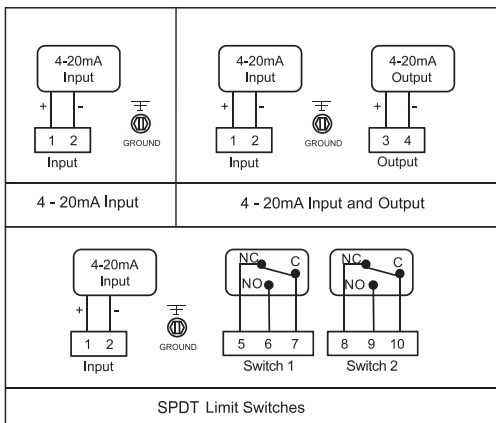 4-20mA
Input
+ -
1 2
Input
GROUND
4 - 20mA Input
4-20mA
Input
+ -
1 2
Input
GROUND
4-20mA
Output
+ -
3 4
Output
4 - 20mA Input and Output
4-20mA
Input
+ -
1 2
Input
GROUND
NC C
NO
5 6 7
Switch 1
NC C
NO
8 9 10
Switch 2
SPDT Limit Switches